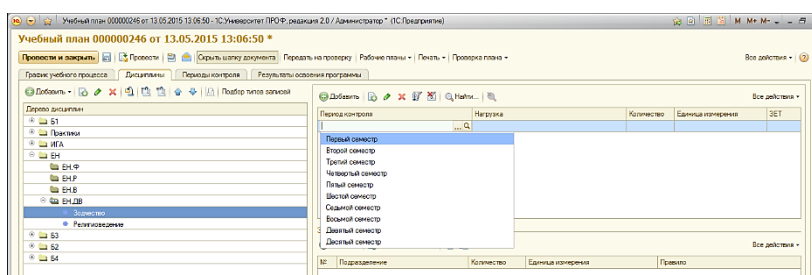 Учебный план 000000246 от 13.05.2015 13:06:50 - 1С:Университет ПРОФ, редакция 2.0 / Администратор * (1С:Предприятие)
M M+ M-
Учебный план 000000246 от 13.05.2015 13:06:50 *
Провести и закрыть Провести Скрыть шапку документа Передать на проверку Рабочие планы Печать Проверка плана Все действия
График учебного процесса Дисциплины Периоды контроля Результаты освоения программы
Добавить Подбор типов записей
Дерево дисциплин
Б1
Практики
ИГА
ЕН
ЕН.Ф
ЕН.Р
ЕН.В
ЕН.ДВ
Зодчество
Религиоведение
Б3
Б2
Б4
Добавить Найти... Все действия
Период контроля Нагрузка Количество Единица измерения ЗЕТ
...
Первый семестр
Второй семестр
Третий семестр
Четвертый семестр
Пятый семестр
Шестой семестр
Седьмой семестр
Восьмой семестр
Девятый семестр
Десятый семестр
Все действия
№ Подразделение Количество Единица измерения Правило